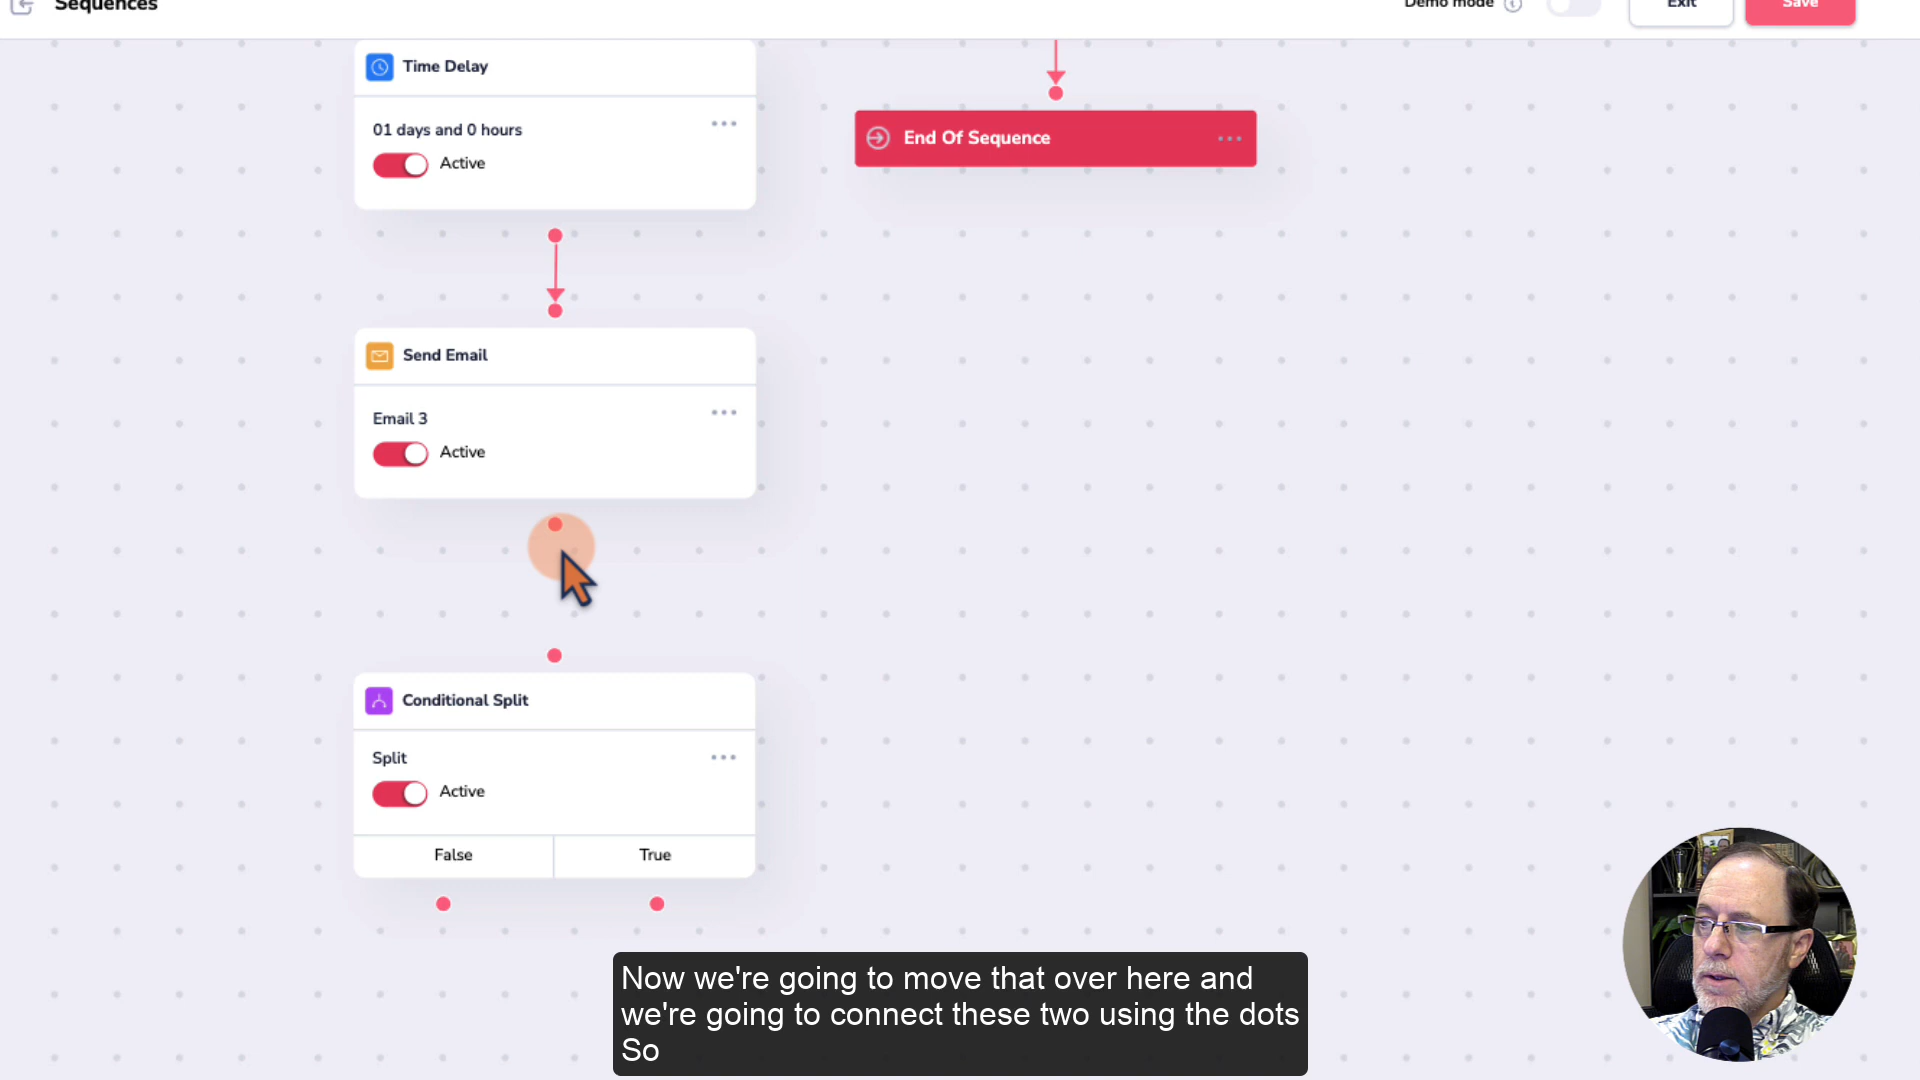 Sequences
Demo mode
Exit
Save
Time Delay
01 days and 0 hours
Active
End Of Sequence
Send Email
Email 3
Active
Conditional Split
Split
Active
False
True
Now we're going to move that over here and
we're going to connect these two using the dots
So